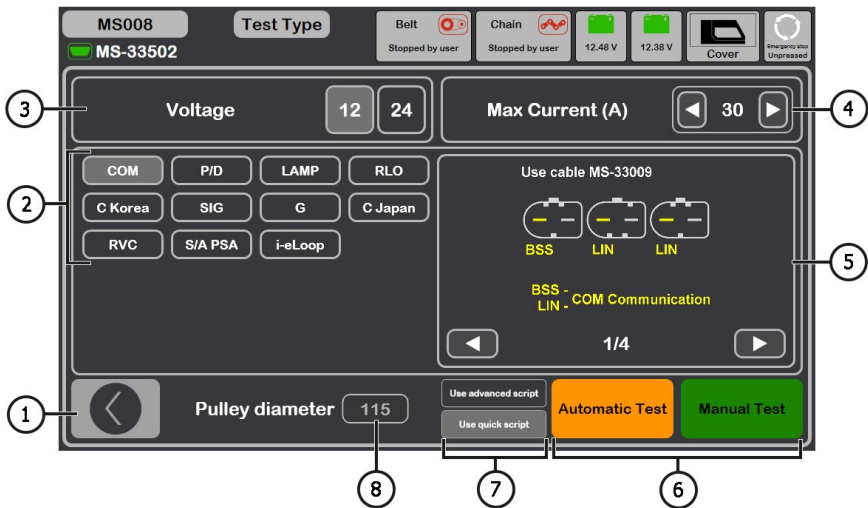 MS008
Test Type
Belt
Stopped by user
Chain
Stopped by user
12.48 V
12.38 V
Cover
Emergency stop
Unpressed
MS-33502
3
Voltage
12
24
Max Current (A)
30
4
2
COM
P/D
LAMP
RLO
C Korea
SIG
G
C Japan
RVC
S/A PSA
i-eLoop
Use cable MS-33009
BSS
LIN
LIN
BSS -
LIN -
COM Communication
1/4
5
1
Pulley diameter
115
Use advanced script
Use quick script
Automatic Test
Manual Test
8
7
6